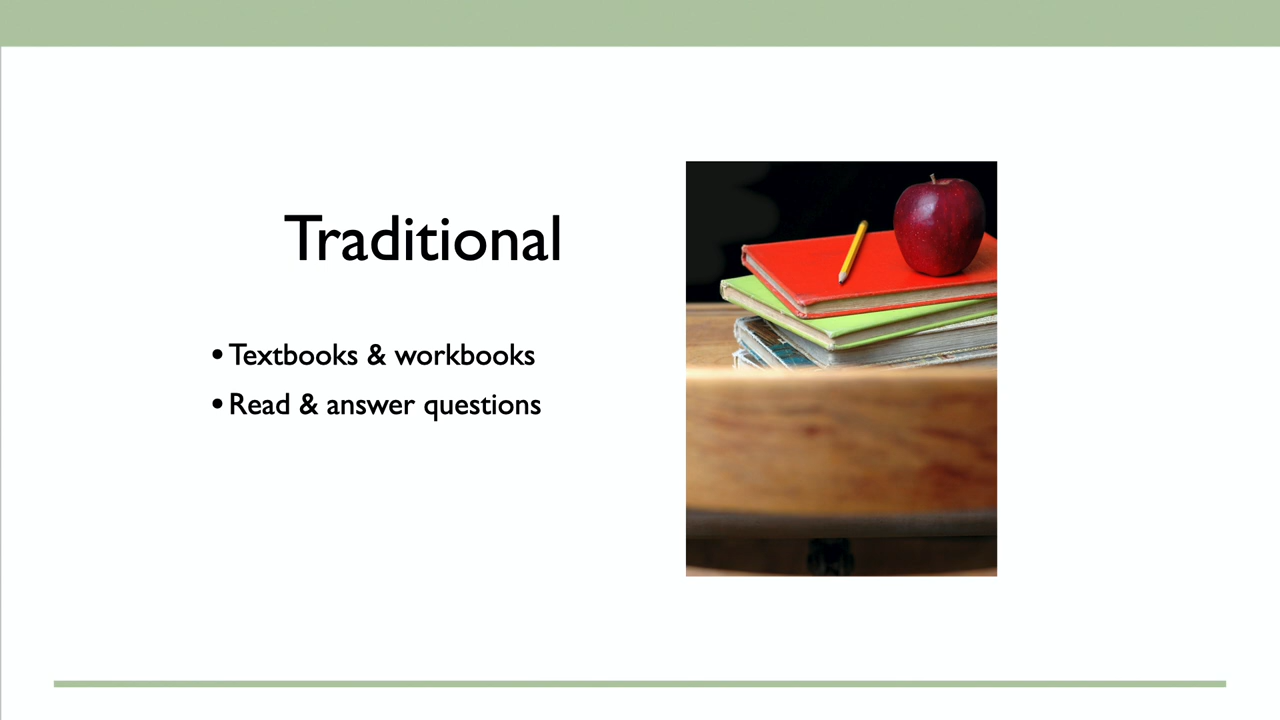 Traditional
• Textbooks & workbooks
• Read & answer questions